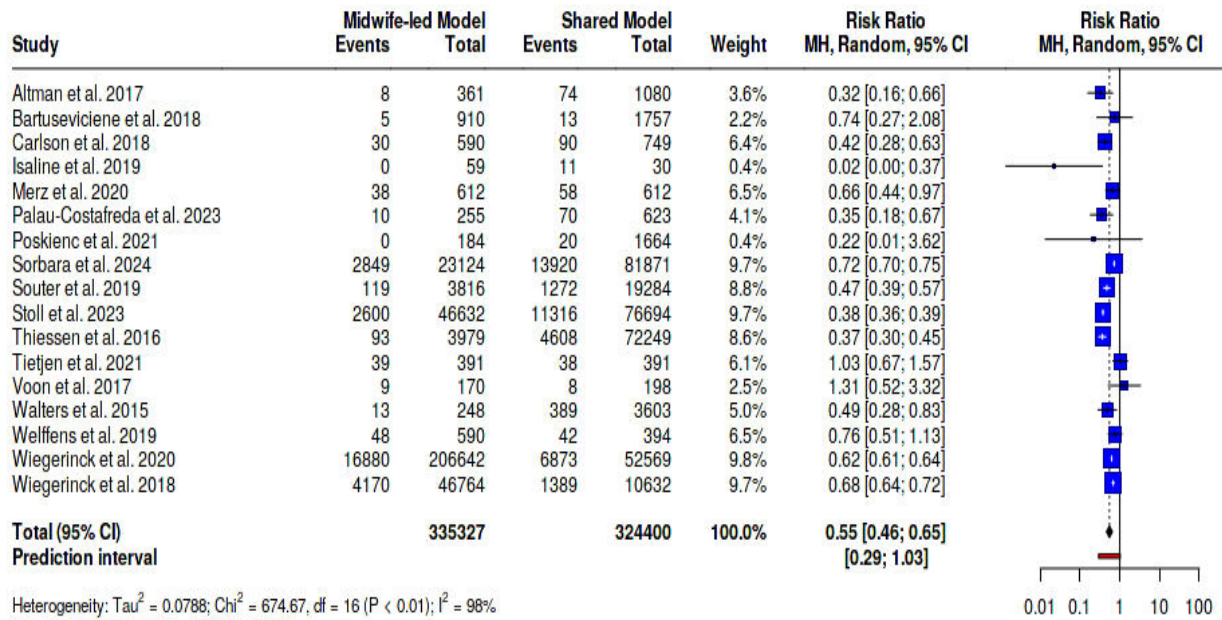 Midwife-led Model Shared Model Risk Ratio Risk Ratio
Study Events Total Events Total Weight MH, Random, 95% CI MH, Random, 95% CI
Altman et al. 2017 8 361 74 1080 3.6% 0.32 [0.16; 0.66]
Bartuseviciene et al. 2018 5 910 13 1757 2.2% 0.74 [0.27; 2.08]
Carlson et al. 2018 30 590 90 749 6.4% 0.42 [0.28; 0.63]
Isaline et al. 2019 0 59 11 30 0.4% 0.02 [0.00; 0.37]
Merz et al. 2020 38 612 58 612 6.5% 0.66 [0.44; 0.97]
Palau-Costafreda et al. 2023 10 255 70 623 4.1% 0.35 [0.18; 0.67]
Poskienc et al. 2021 0 184 20 1664 0.4% 0.22 [0.01; 3.62]
Sorbara et al. 2024 2849 23124 13920 81871 9.7% 0.72 [0.70; 0.75]
Souter et al. 2019 119 3816 1272 19284 8.8% 0.47 [0.39; 0.57]
Stoll et al. 2023 2600 46632 11316 76694 9.7% 0.38 [0.36; 0.39]
Thiessen et al. 2016 93 3979 4608 72249 8.6% 0.37 [0.30; 0.45]
Tietjen et al. 2021 39 391 38 391 6.1% 1.03 [0.67; 1.57]
Voon et al. 2017 9 170 8 198 2.5% 1.31 [0.52; 3.32]
Walters et al. 2015 13 248 389 3603 5.0% 0.49 [0.28; 0.83]
Welffens et al. 2019 48 590 42 394 6.5% 0.76 [0.51; 1.13]
Wiegerinck et al. 2020 16880 206642 6873 52569 9.8% 0.62 [0.61; 0.64]
Wiegerinck et al. 2018 4170 46764 1389 10632 9.7% 0.68 [0.64; 0.72]
Total (95% CI) 335327 324400 100.0% 0.55 [0.46; 0.65]
Prediction interval [0.29; 1.03]
Heterogeneity: Tau² = 0.0788; Chi² = 674.67, df = 16 (P < 0.01); I² = 98% 0.01 0.1 1 10 100